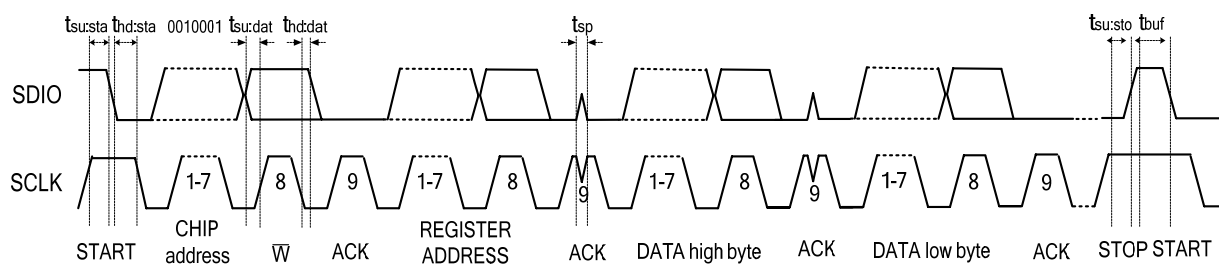 tsu:sta thd:sta 0010001 tsu:dat thd:dat tsp tsu:sto tbuf
SDIO
SCLK 1-7 8 9 1-7 8 9 1-7 8 9 1-7 8 9
START CHIP address W̅ ACK REGISTER ADDRESS ACK DATA high byte ACK DATA low byte ACK STOP START